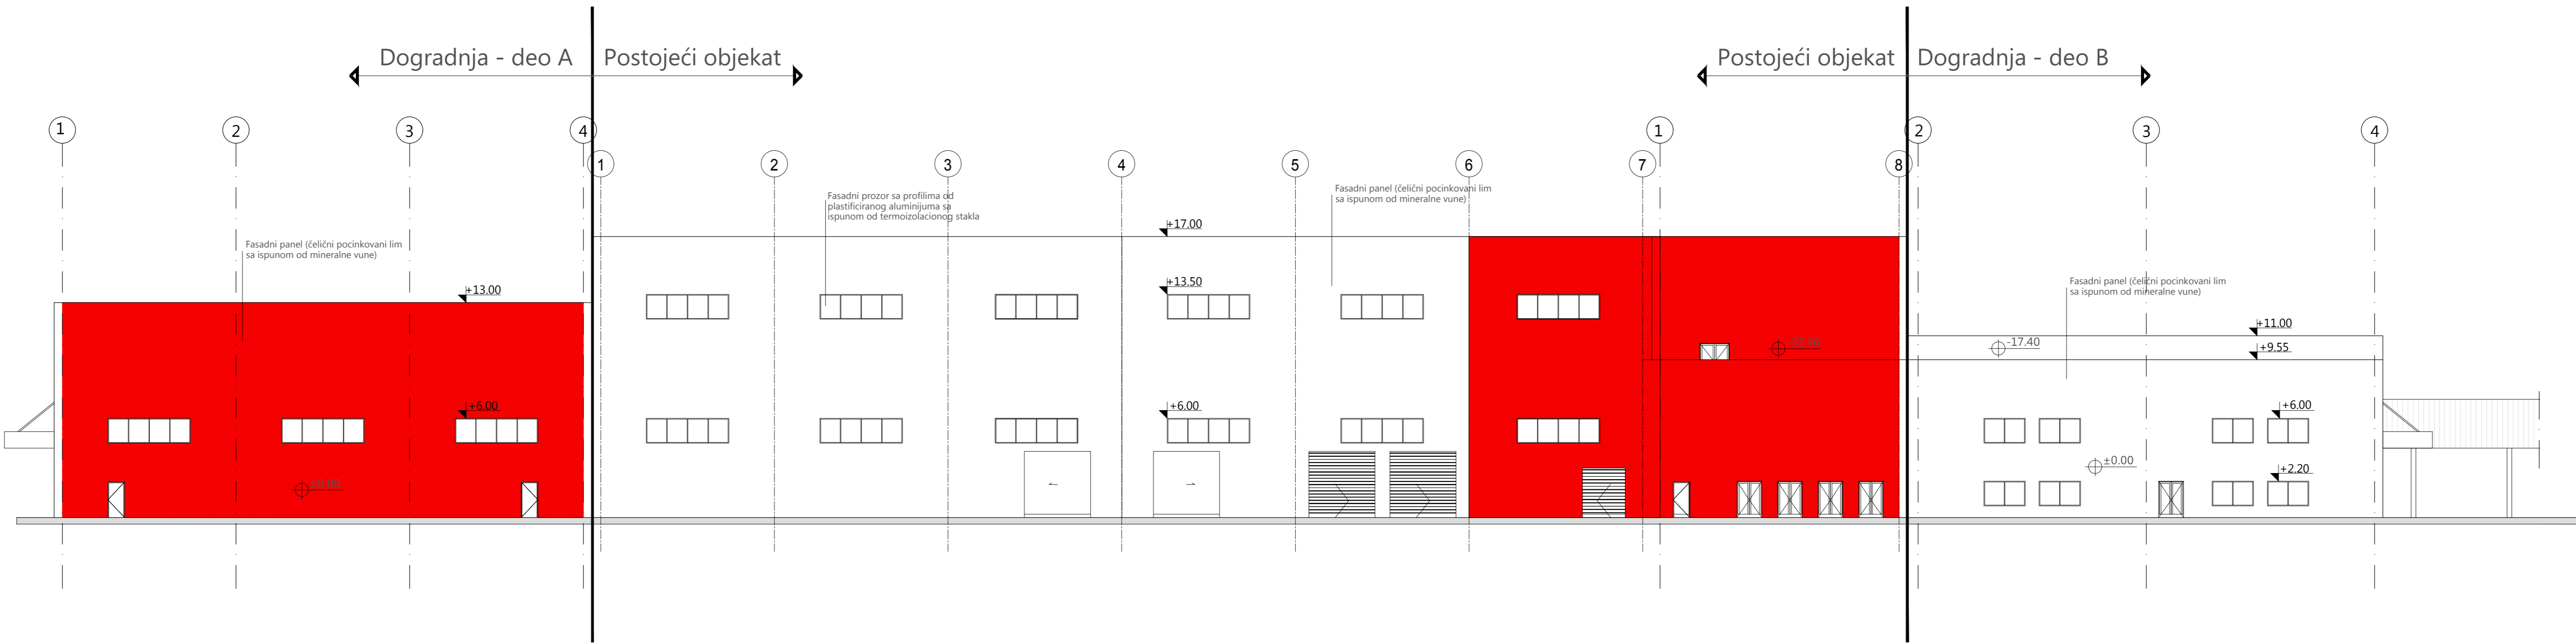 Dogradnja - deo A
Postojeći objekat
Postojeći objekat
Dogradnja - deo B
1
2
3
4
1
2
3
4
1
2
3
4
5
6
7
8
Fasadni prozor sa profilima od
plastificiranog aluminijuma sa
ispunom od termoizolacionog stakla
Fasadni panel (čelični pocinkovani lim
sa ispunom od mineralne vune)
+17.00
Fasadni panel (čelični pocinkovani lim
sa ispunom od mineralne vune)
+13.00
+13.50
Fasadni panel (čelični pocinkovani lim
sa ispunom od mineralne vune)
+11.00
-17.40
-17.40
+9.55
+6.00
+6.00
+6.00
±0.00
+2.20
±0.00